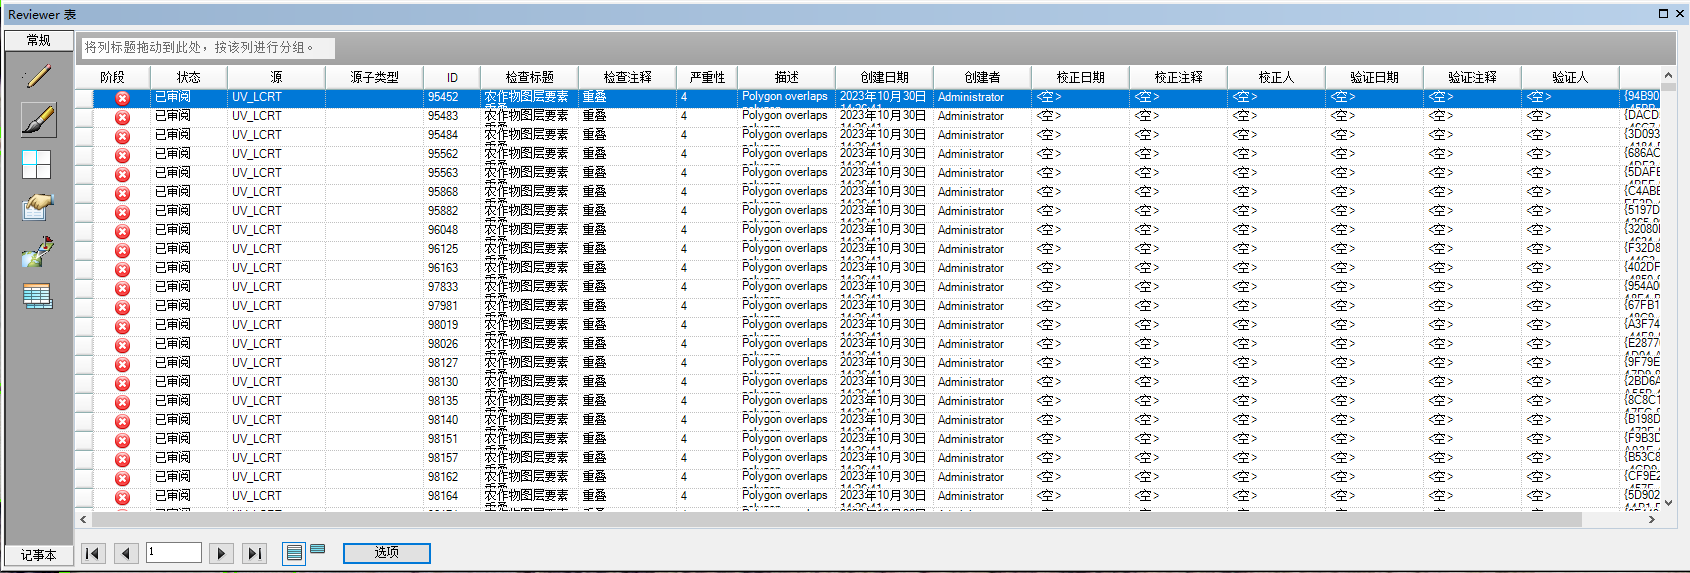 Reviewer 表
常规
将列标题拖动到此处，按该列进行分组。
阶段 状态 源 源子类型 ID 检查标题 检查注释 严重性 描述 创建日期 创建者 校正日期 校正注释 校正人 验证日期 验证注释 验证人
已审阅 UV_LCRT 95452 农作物图层要素 重叠 4 Polygon overlaps 2023年10月30日 Administrator <空> <空> <空> <空> <空> <空> {94B90
已审阅 UV_LCRT 95483 农作物图层要素 重叠 4 Polygon overlaps 2023年10月30日 Administrator <空> <空> <空> <空> <空> <空> {DACD
已审阅 UV_LCRT 95484 农作物图层要素 重叠 4 Polygon overlaps 2023年10月30日 Administrator <空> <空> <空> <空> <空> <空> {3D093
已审阅 UV_LCRT 95562 农作物图层要素 重叠 4 Polygon overlaps 2023年10月30日 Administrator <空> <空> <空> <空> <空> <空> {686AC
已审阅 UV_LCRT 95563 农作物图层要素 重叠 4 Polygon overlaps 2023年10月30日 Administrator <空> <空> <空> <空> <空> <空> {5DAFE
已审阅 UV_LCRT 95868 农作物图层要素 重叠 4 Polygon overlaps 2023年10月30日 Administrator <空> <空> <空> <空> <空> <空> {C4ABE
已审阅 UV_LCRT 95882 农作物图层要素 重叠 4 Polygon overlaps 2023年10月30日 Administrator <空> <空> <空> <空> <空> <空> {5197D
已审阅 UV_LCRT 96048 农作物图层要素 重叠 4 Polygon overlaps 2023年10月30日 Administrator <空> <空> <空> <空> <空> <空> {32080
已审阅 UV_LCRT 96125 农作物图层要素 重叠 4 Polygon overlaps 2023年10月30日 Administrator <空> <空> <空> <空> <空> <空> {F32D8
已审阅 UV_LCRT 96163 农作物图层要素 重叠 4 Polygon overlaps 2023年10月30日 Administrator <空> <空> <空> <空> <空> <空> {402DF
已审阅 UV_LCRT 97833 农作物图层要素 重叠 4 Polygon overlaps 2023年10月30日 Administrator <空> <空> <空> <空> <空> <空> {954A0
已审阅 UV_LCRT 97981 农作物图层要素 重叠 4 Polygon overlaps 2023年10月30日 Administrator <空> <空> <空> <空> <空> <空> {67FB1
已审阅 UV_LCRT 98019 农作物图层要素 重叠 4 Polygon overlaps 2023年10月30日 Administrator <空> <空> <空> <空> <空> <空> {A3F74
已审阅 UV_LCRT 98026 农作物图层要素 重叠 4 Polygon overlaps 2023年10月30日 Administrator <空> <空> <空> <空> <空> <空> {E2877
已审阅 UV_LCRT 98127 农作物图层要素 重叠 4 Polygon overlaps 2023年10月30日 Administrator <空> <空> <空> <空> <空> <空> {9F79E
已审阅 UV_LCRT 98130 农作物图层要素 重叠 4 Polygon overlaps 2023年10月30日 Administrator <空> <空> <空> <空> <空> <空> {2BD6A
已审阅 UV_LCRT 98135 农作物图层要素 重叠 4 Polygon overlaps 2023年10月30日 Administrator <空> <空> <空> <空> <空> <空> {8C8C1
已审阅 UV_LCRT 98140 农作物图层要素 重叠 4 Polygon overlaps 2023年10月30日 Administrator <空> <空> <空> <空> <空> <空> {B198D
已审阅 UV_LCRT 98151 农作物图层要素 重叠 4 Polygon overlaps 2023年10月30日 Administrator <空> <空> <空> <空> <空> <空> {F9B3D
已审阅 UV_LCRT 98157 农作物图层要素 重叠 4 Polygon overlaps 2023年10月30日 Administrator <空> <空> <空> <空> <空> <空> {B53C8
已审阅 UV_LCRT 98162 农作物图层要素 重叠 4 Polygon overlaps 2023年10月30日 Administrator <空> <空> <空> <空> <空> <空> {CF9E2
已审阅 UV_LCRT 98164 农作物图层要素 重叠 4 Polygon overlaps 2023年10月30日 Administrator <空> <空> <空> <空> <空> <空> {5D902
记事本
1
选项